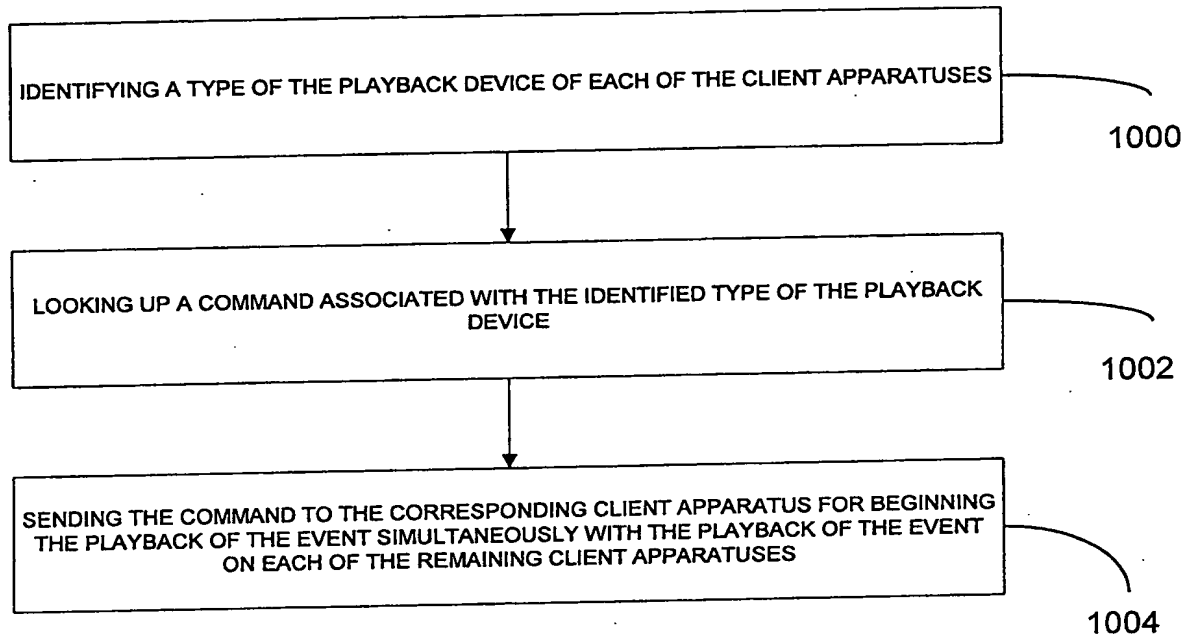 IDENTIFYING A TYPE OF THE PLAYBACK DEVICE OF EACH OF THE CLIENT APPARATUSES
1000
LOOKING UP A COMMAND ASSOCIATED WITH THE IDENTIFIED TYPE OF THE PLAYBACK
DEVICE
1002
SENDING THE COMMAND TO THE CORRESPONDING CLIENT APPARATUS FOR BEGINNING
THE PLAYBACK OF THE EVENT SIMULTANEOUSLY WITH THE PLAYBACK OF THE EVENT
ON EACH OF THE REMAINING CLIENT APPARATUSES
1004